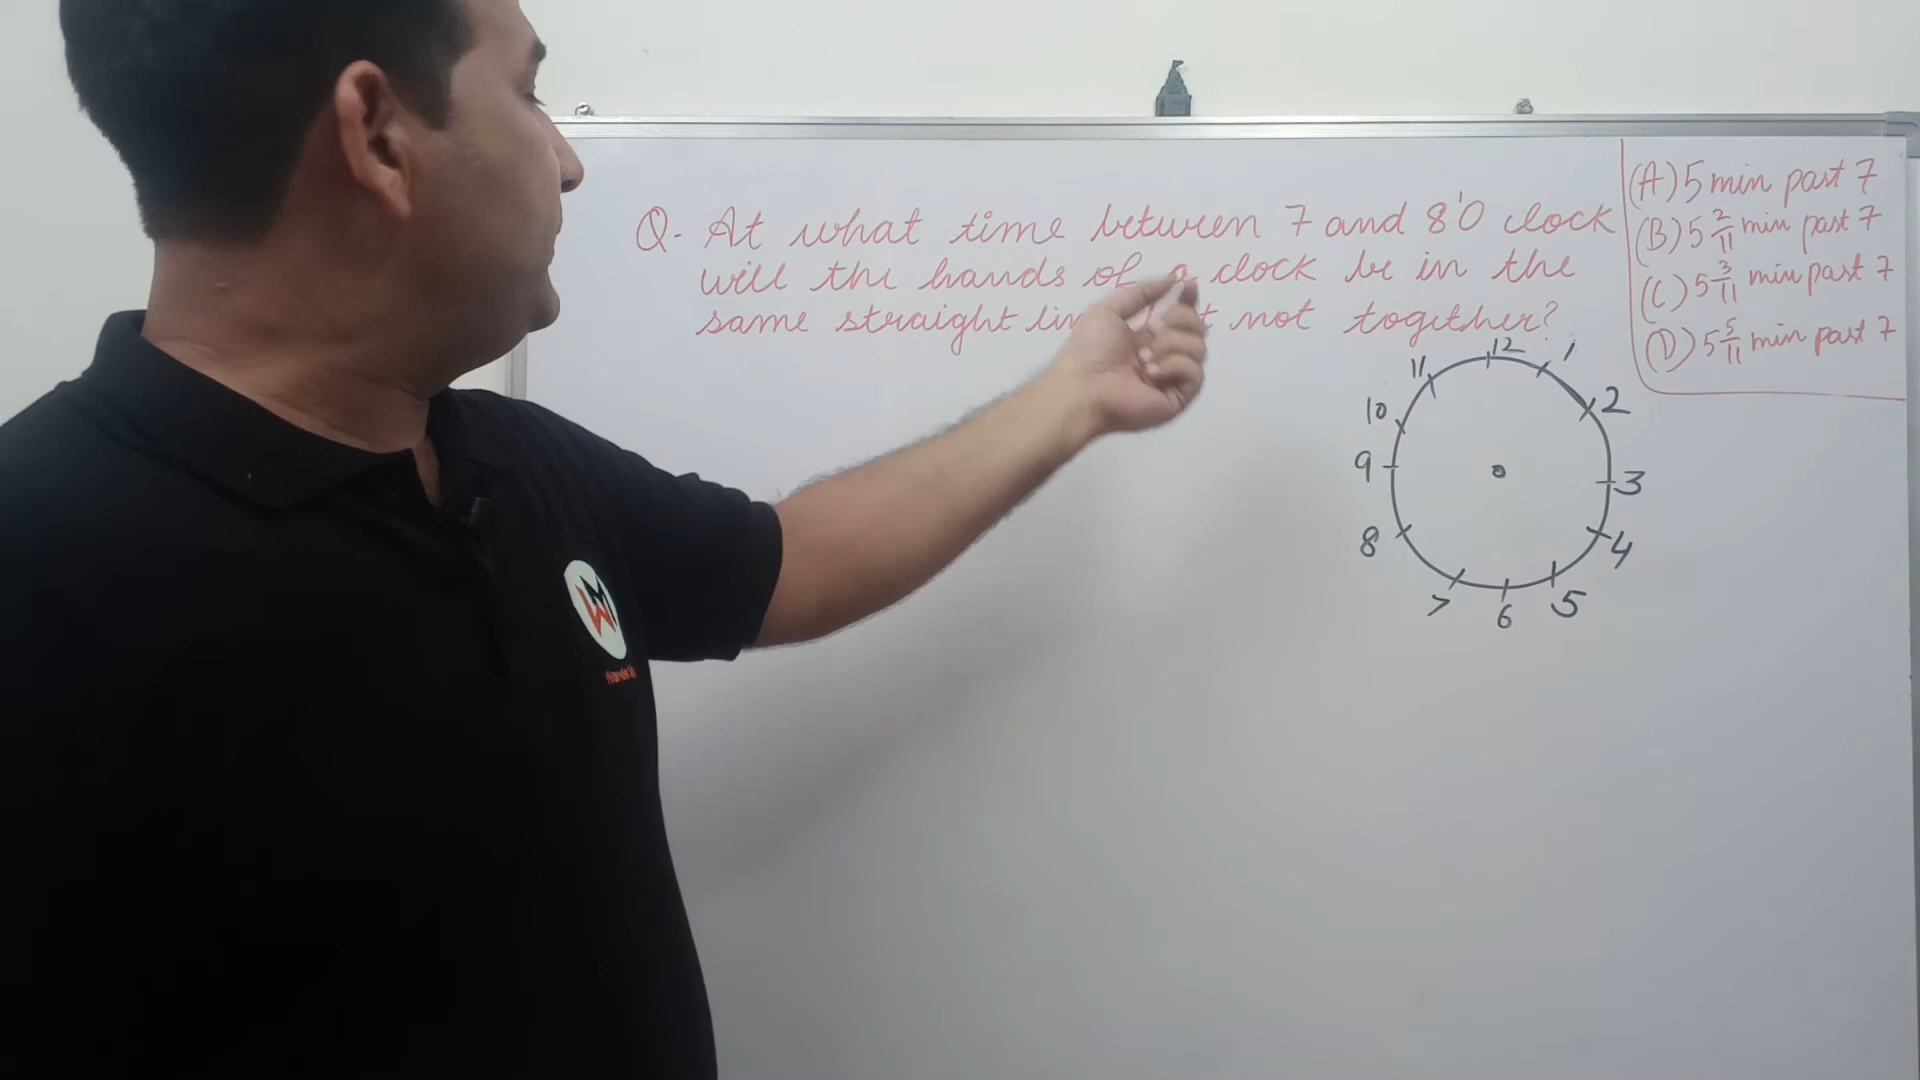 Q- At what time between 7 and 8'0 clock
will the hands of a clock be in the
same straight not together?
(A) 5 min past 7
(B) 5 2/11 min past 7
(C) 5 3/11 min past 7
(D) 5 5/11 min past 7
12
1
2
3
4
5
6
7
8
9
10
11
WM